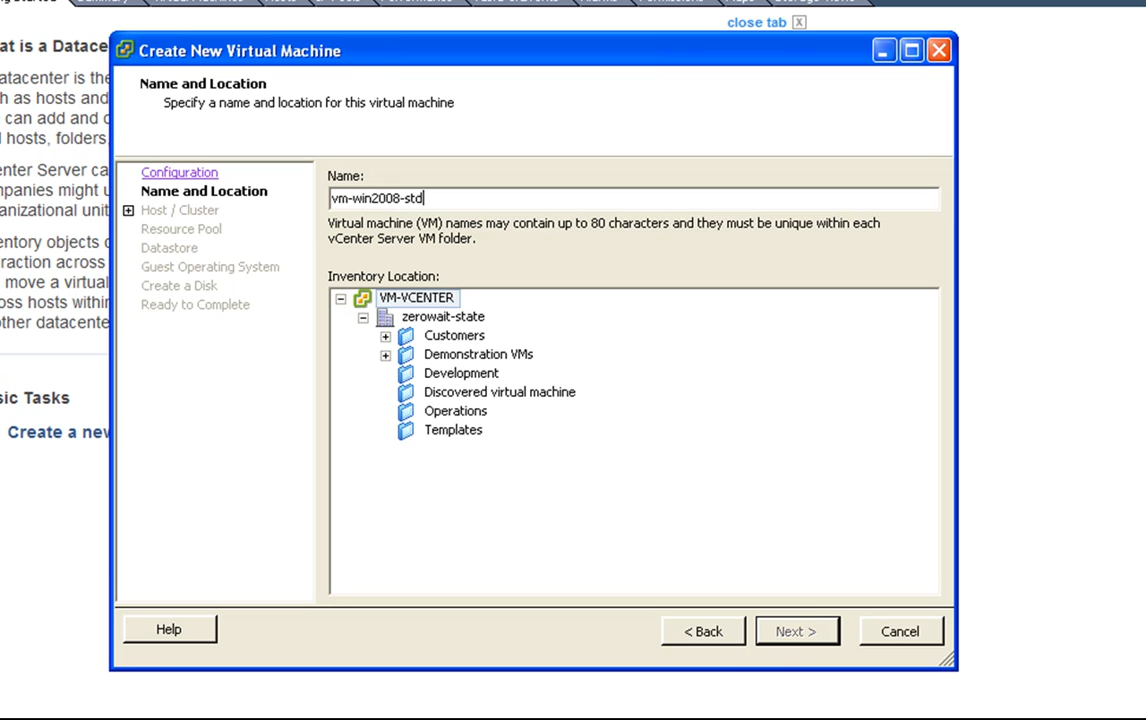 close tab X
Create New Virtual Machine
Name and Location
Specify a name and location for this virtual machine
Configuration
Name and Location
Host / Cluster
Resource Pool
Datastore
Guest Operating System
Create a Disk
Ready to Complete
Name:
vm-win2008-std
Virtual machine (VM) names may contain up to 80 characters and they must be unique within each
vCenter Server VM folder.
Inventory Location:
VM-VCENTER
zerowait-state
Customers
Demonstration VMs
Development
Discovered virtual machine
Operations
Templates
Help
< Back
Next >
Cancel
at is a Datace
atacenter is the
h as hosts and
can add and
hosts, folders
enter Server ca
mpanies might u
anizational unit
entory objects
raction across
move a virtual
oss hosts within
other datacente
sic Tasks
Create a new